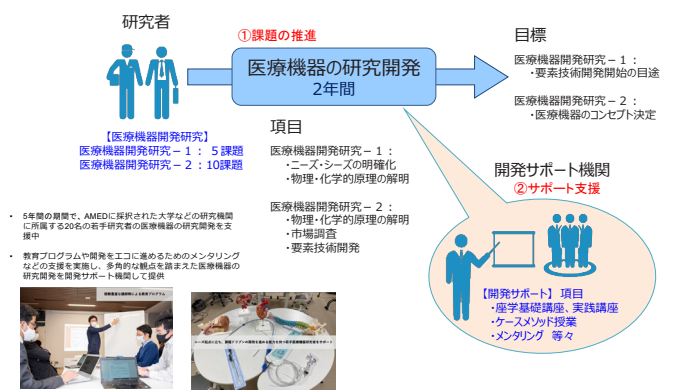 研究者
①課題の推進
医療機器の研究開発
2年間
目標
医療機器開発研究－１：
・要素技術開発開始の目途
医療機器開発研究－２：
・医療機器のコンセプト決定
【医療機器開発研究】
医療機器開発研究－１： ５課題
医療機器開発研究－２：10課題
項目
医療機器開発研究－１：
・ニーズ・シーズの明確化
・物理・化学的原理の解明
医療機器開発研究－２：
・物理・化学的原理の解明
・市場調査
・要素技術開発
開発サポート機関
②サポート支援
【開発サポート】 項目
・座学基礎講座、実践講座
・ケースメソッド授業
・メンタリング 等々
• 5年間の期間で、AMEDに採択された大学などの研究機関
に所属する20名の若手研究者の医療機器の研究開発を支
援中
• 教育プログラムや開発をエコに進めるためのメンタリング
などの支援を実施し、多角的な観点を踏まえた医療機器の
研究開発を開発サポート機関して提供